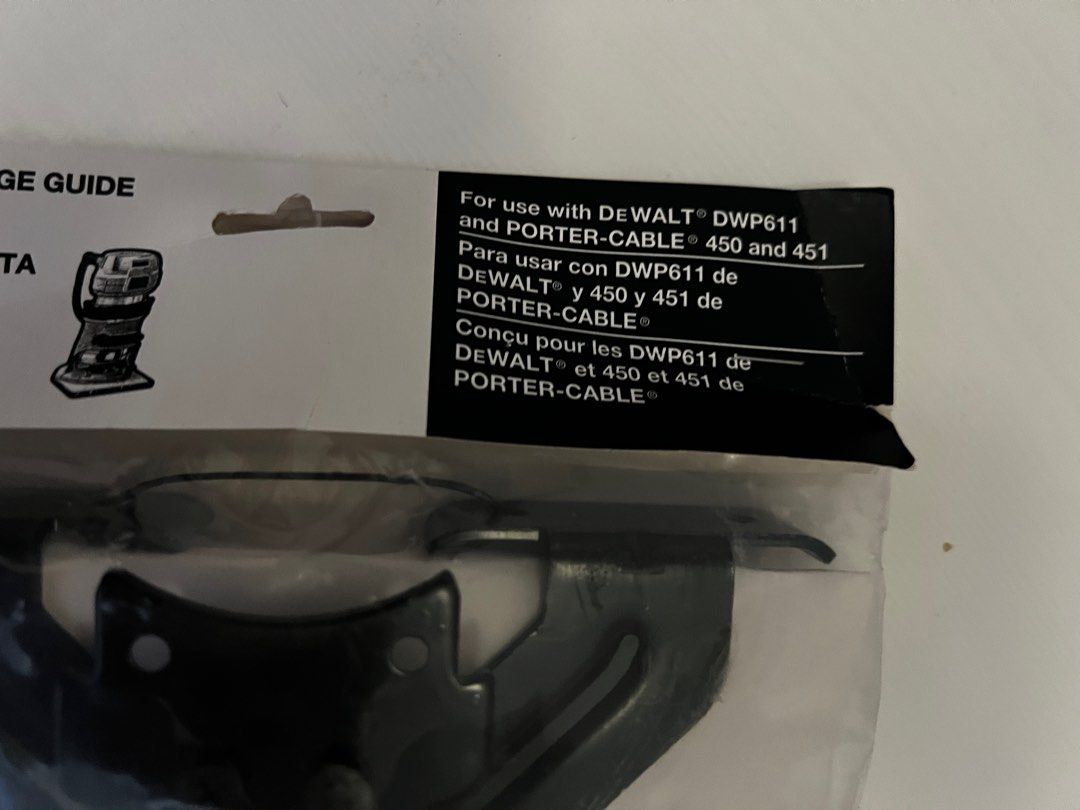 GE GUIDE
TA
For use with DEWALT® DWP611
and PORTER-CABLE® 450 and 451
Para usar con DWP611 de
DEWALT® y 450 y 451 de
PORTER-CABLE®
Conçu pour les DWP611 de
DEWALT® et 450 et 451 de
PORTER-CABLE®